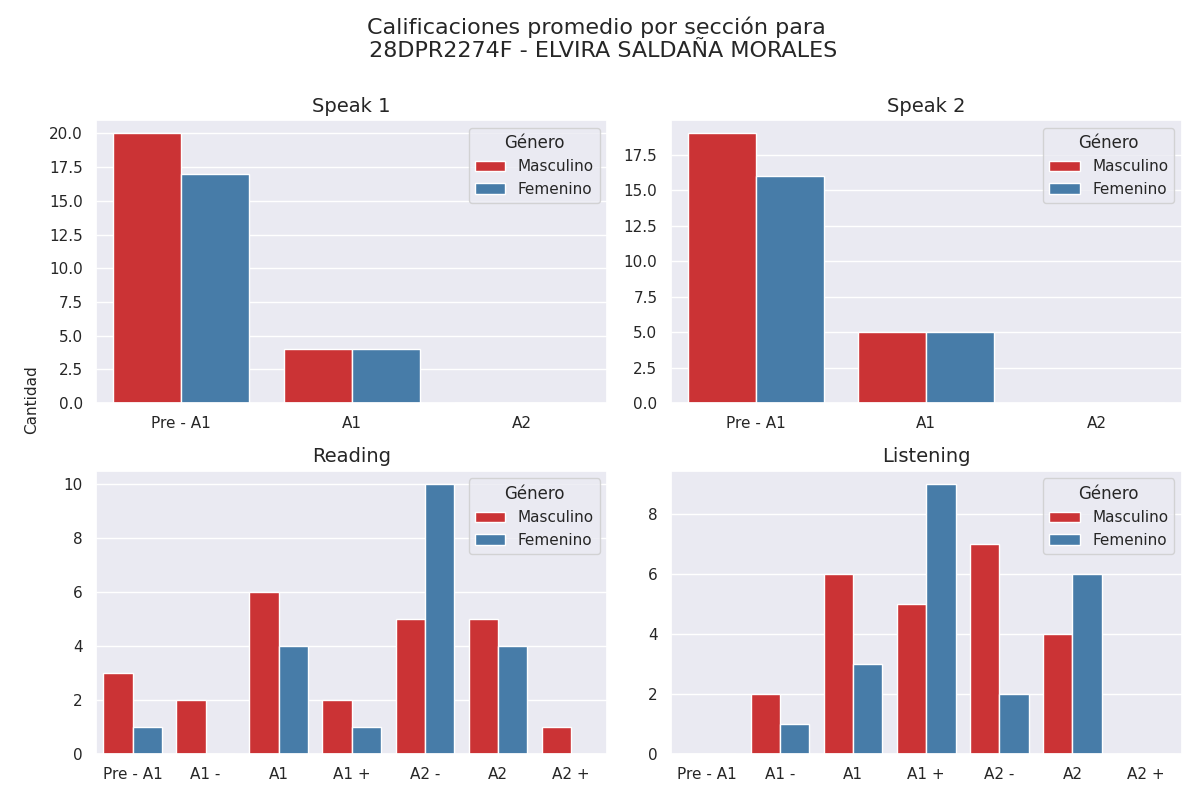 Calificaciones promedio por sección para
28DPR2274F - ELVIRA SALDAÑA MORALES
Cantidad
Speak 1
20.0
17.5
15.0
12.5
10.0
7.5
5.0
2.5
0.0
Pre - A1 A1 A2
Género
Masculino
Femenino
Speak 2
17.5
15.0
12.5
10.0
7.5
5.0
2.5
0.0
Pre - A1 A1 A2
Género
Masculino
Femenino
Reading
10
8
6
4
2
0
Pre - A1 A1 - A1 A1 + A2 - A2 A2 +
Género
Masculino
Femenino
Listening
8
6
4
2
0
Pre - A1 A1 - A1 A1 + A2 - A2 A2 +
Género
Masculino
Femenino